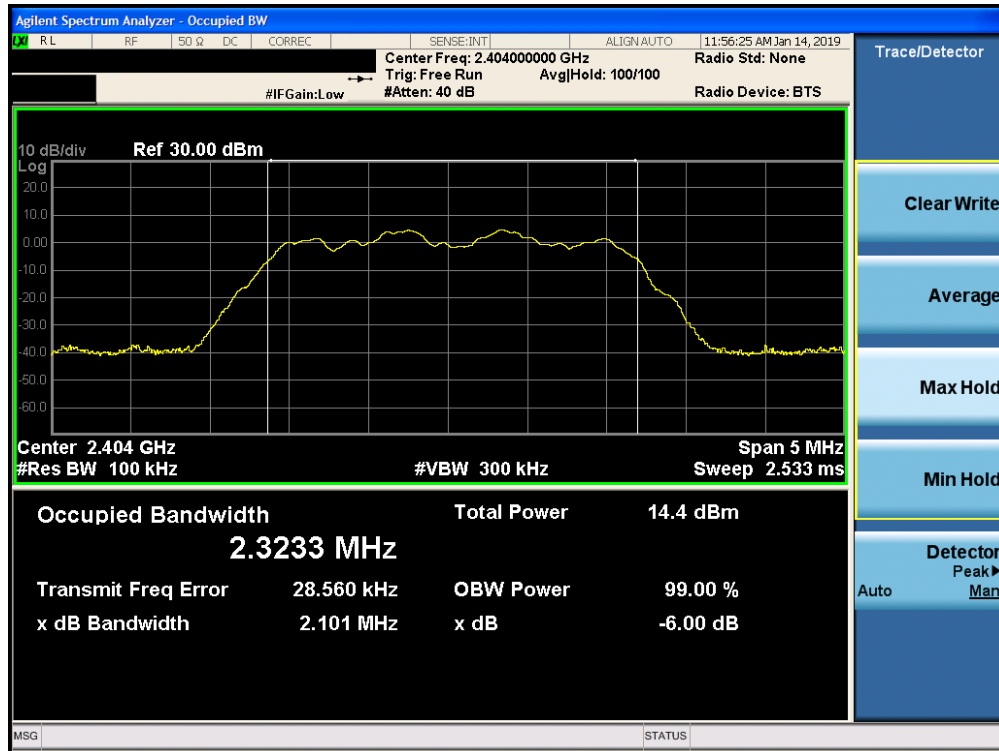 Agilent Spectrum Analyzer - Occupied BW
LXI RL RF 50 Ω DC CORREC SENSE:INT ALIGN AUTO 11:56:25 AM Jan 14, 2019
Center Freq: 2.404000000 GHz Radio Std: None
Trig: Free Run Avg|Hold: 100/100
#IFGain:Low #Atten: 40 dB Radio Device: BTS
10 dB/div Ref 30.00 dBm
Log
20.0
10.0
0.00
-10.0
-20.0
-30.0
-40.0
-50.0
-60.0
Center 2.404 GHz Span 5 MHz
#Res BW 100 kHz #VBW 300 kHz Sweep 2.533 ms
Occupied Bandwidth Total Power 14.4 dBm
2.3233 MHz
Transmit Freq Error 28.560 kHz OBW Power 99.00 %
x dB Bandwidth 2.101 MHz x dB -6.00 dB
MSG STATUS
Trace/Detector
Clear Write
Average
Max Hold
Min Hold
Detector
Peak
Auto Man